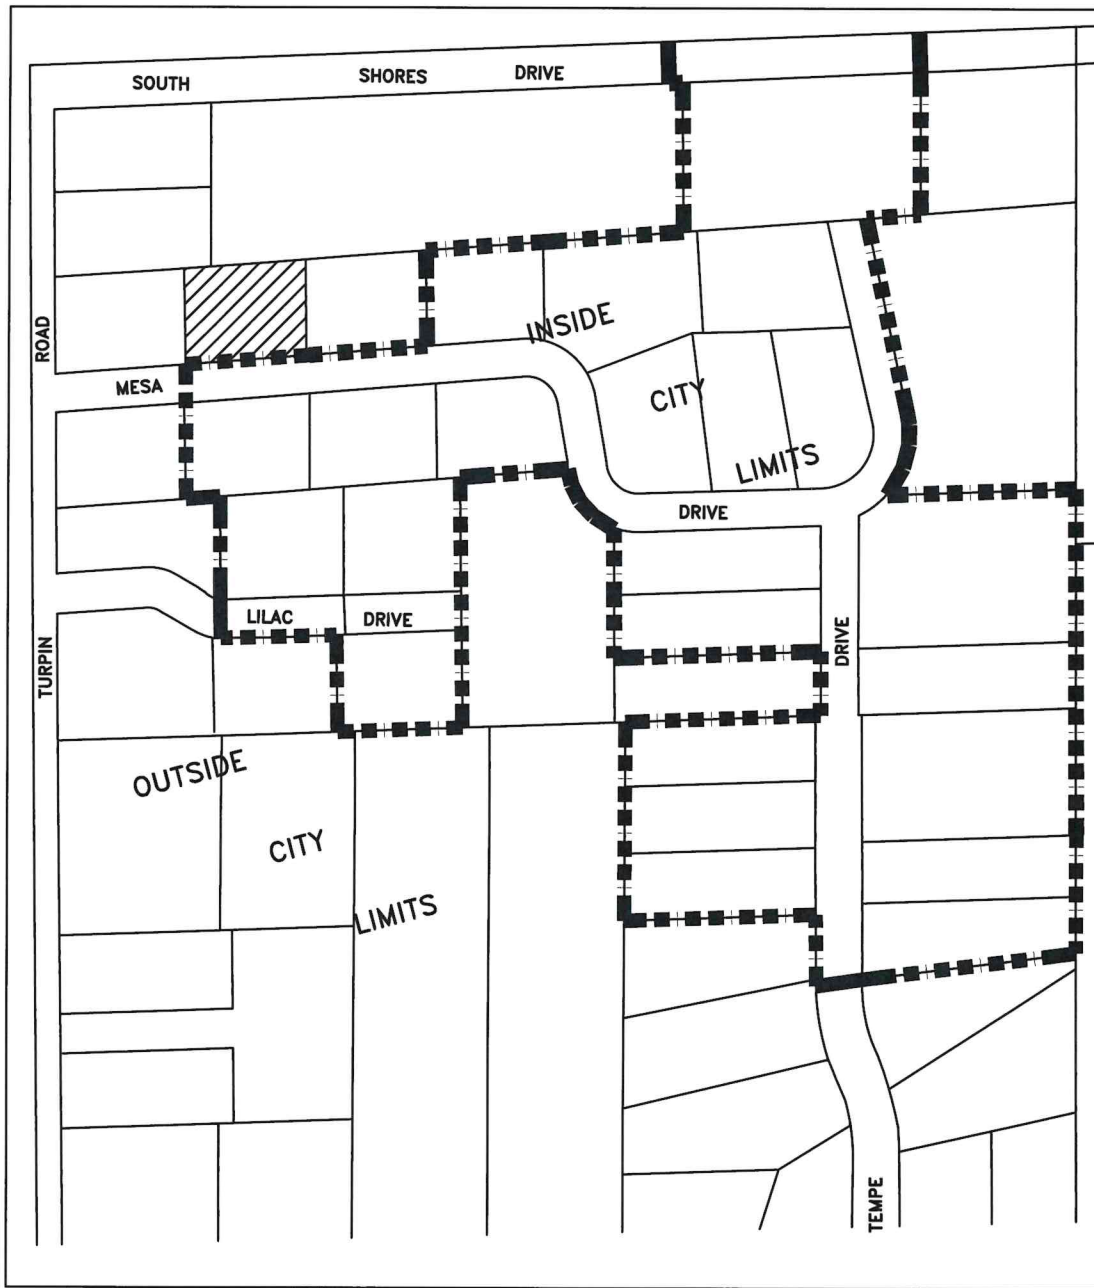 SOUTH SHORES DRIVE
ROAD
MESA
INSIDE
CITY
LIMITS
DRIVE
LILAC DRIVE
DRIVE
TURPIN
OUTSIDE
CITY
LIMITS
TEMPE